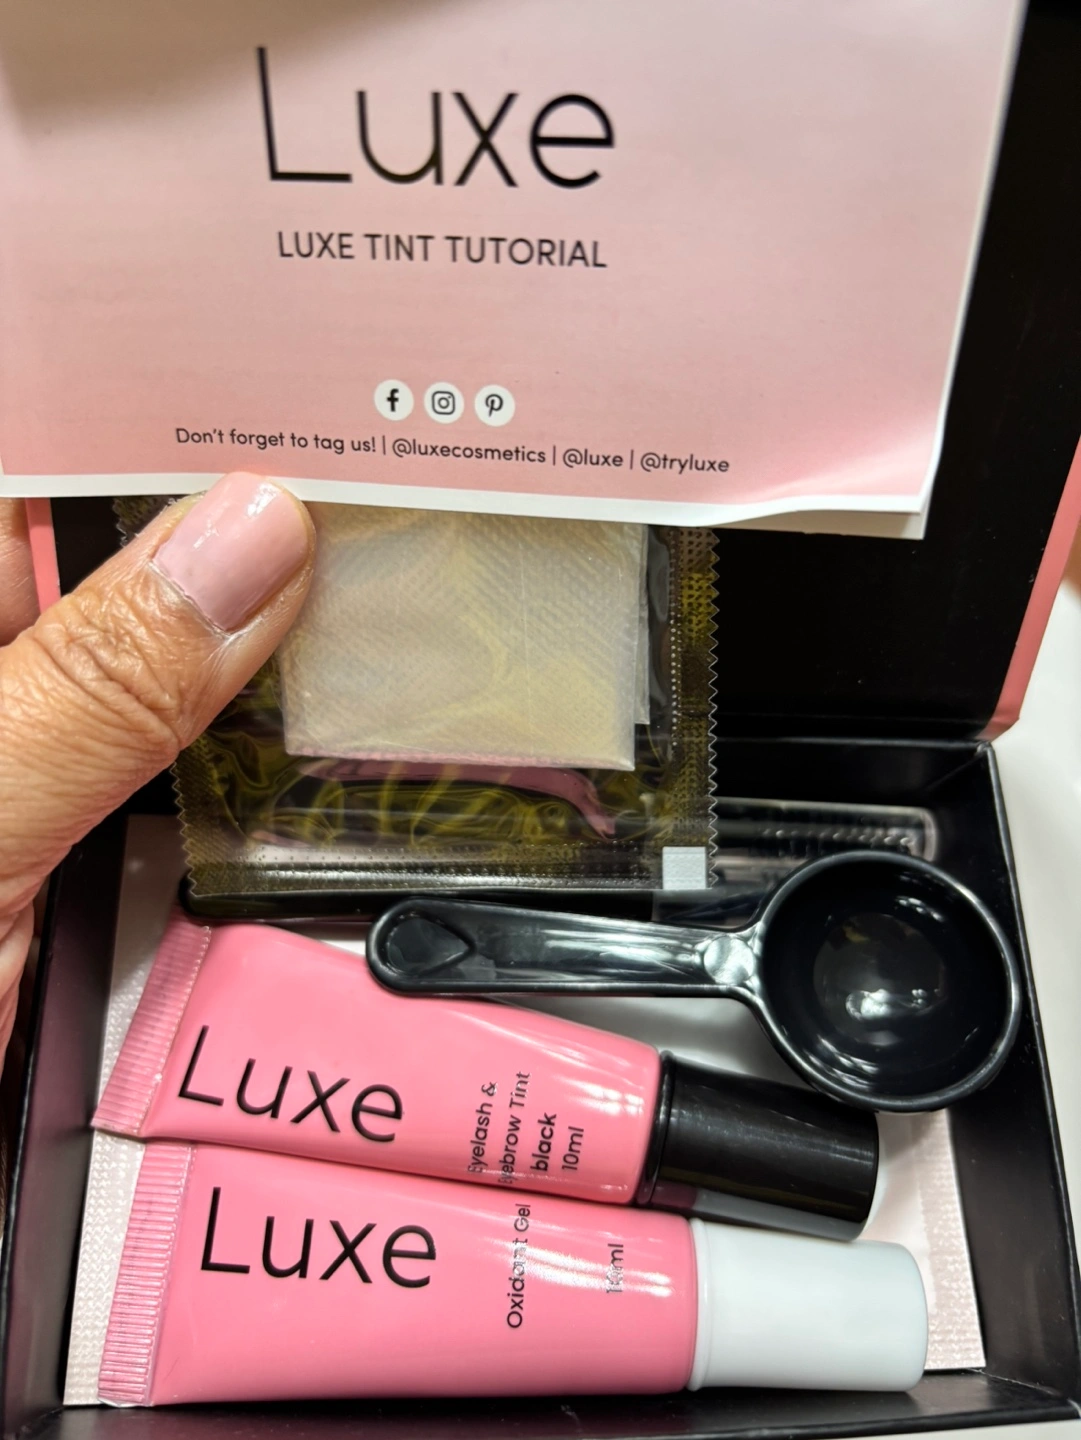 Luxe
LUXE TINT TUTORIAL
Don't forget to tag us! | @luxecosmetics | @luxe | @tryluxe
Luxe
Eyelash &
Eyebrow Tint
black
10ml
Luxe
Oxidant Gel